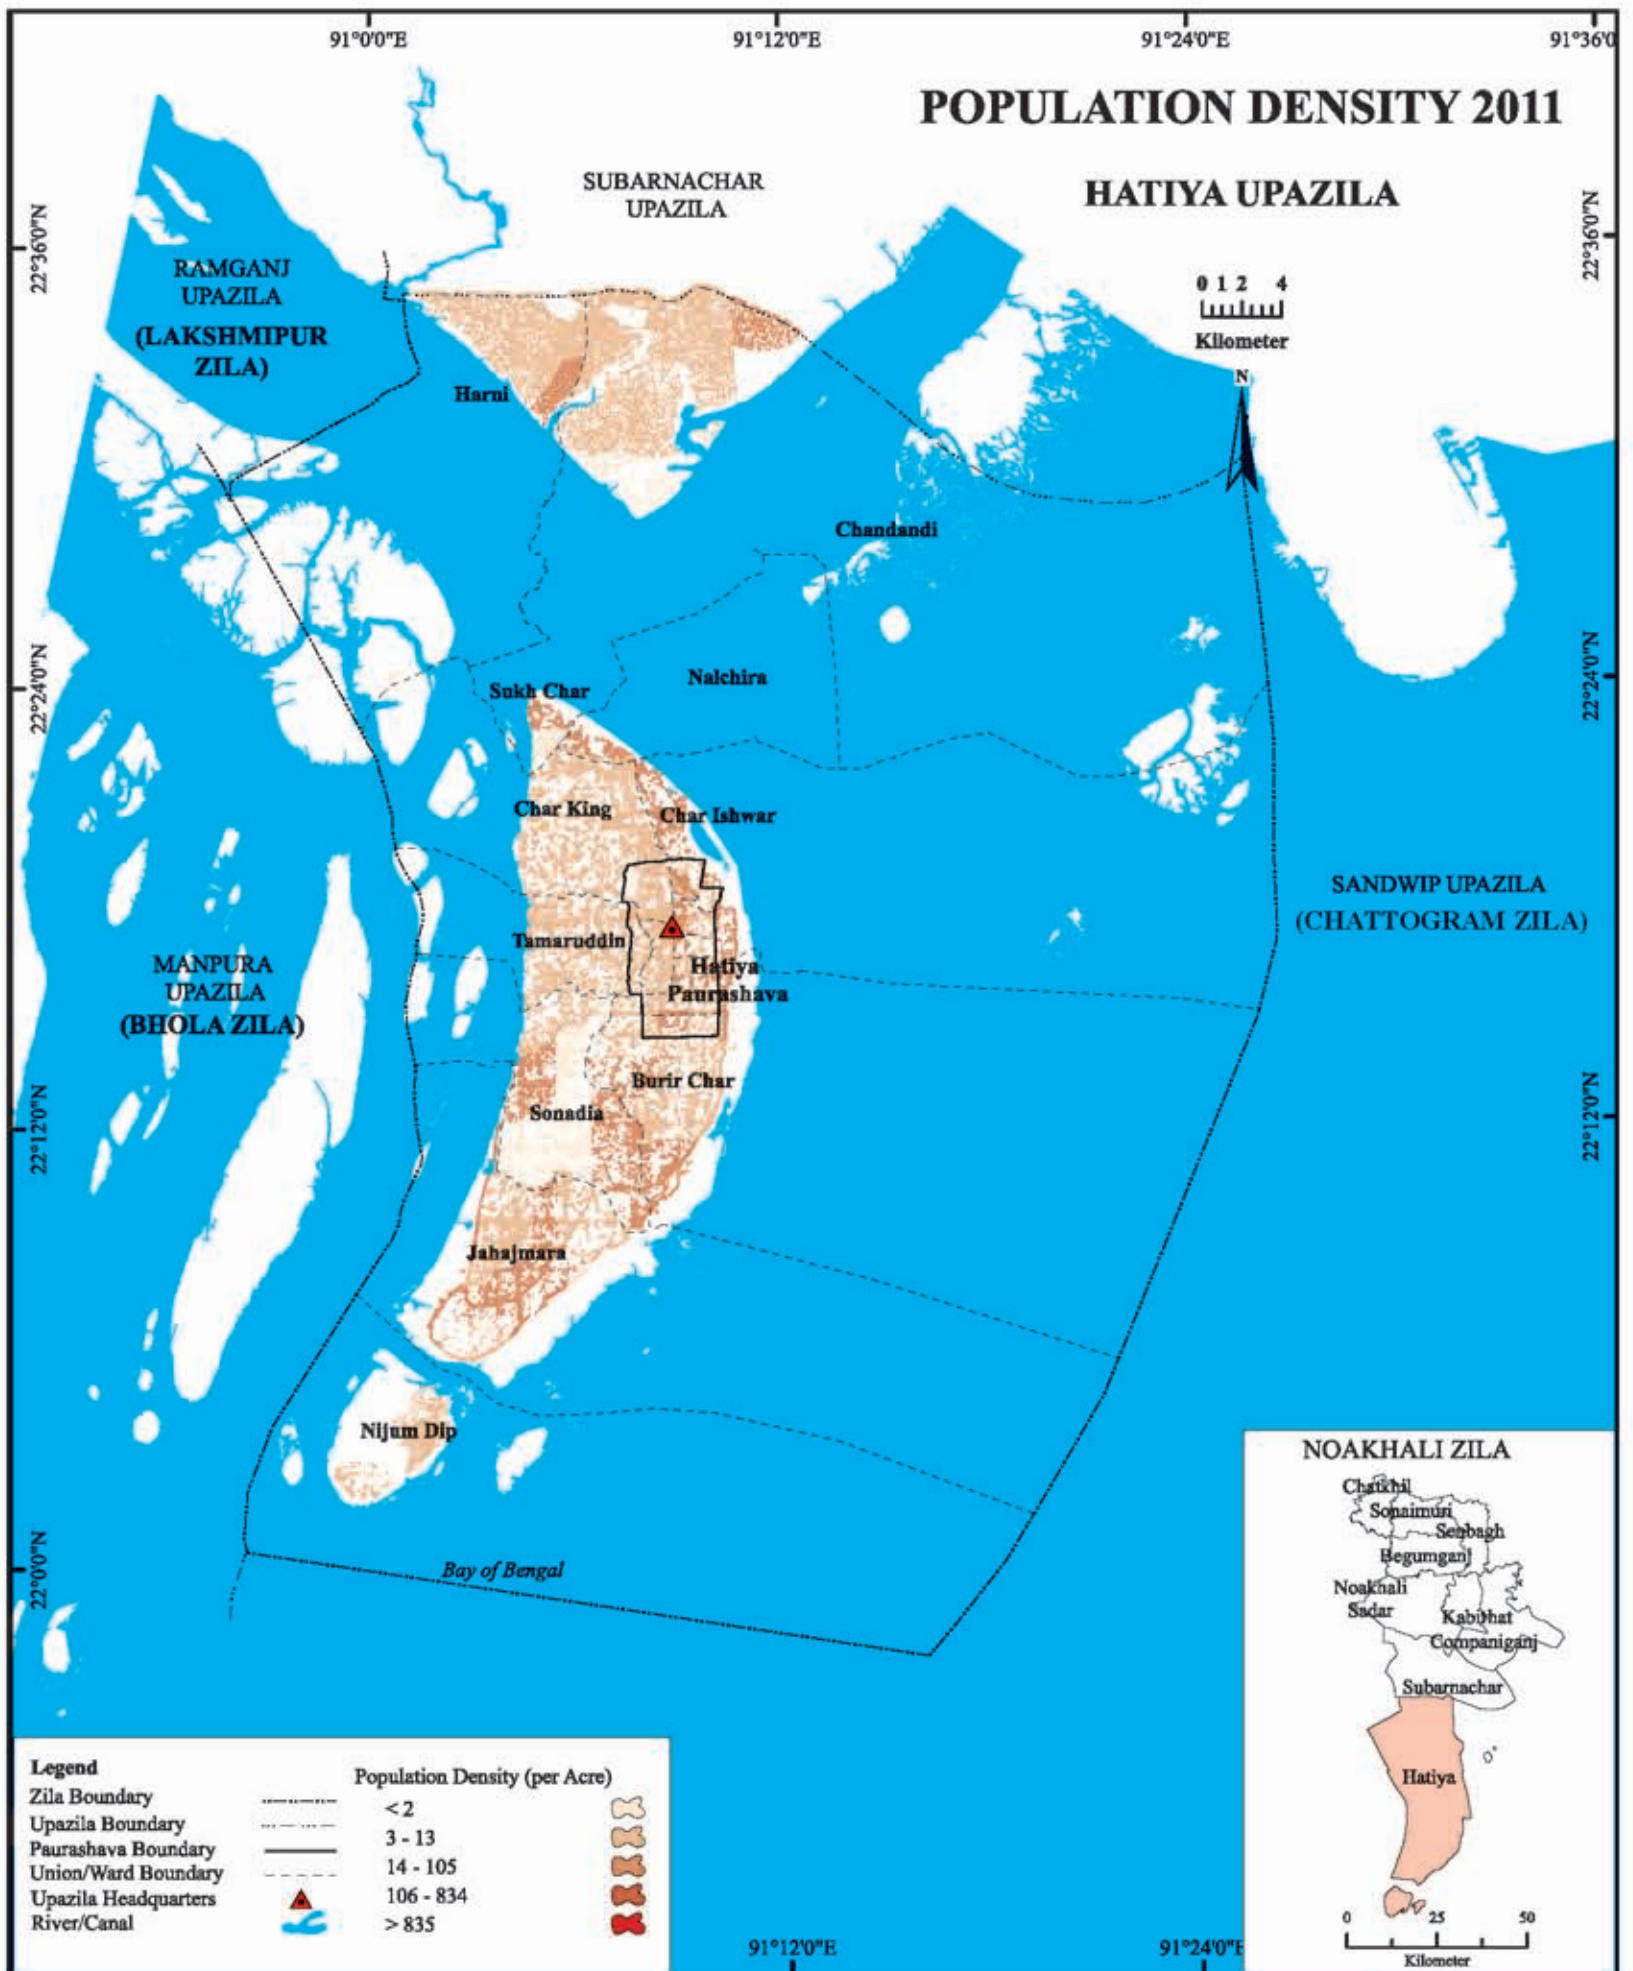 91°0'0"E
91°12'0"E
91°24'0"E
91°36'0
POPULATION DENSITY 2011
HATIYA UPAZILA
SUBARNACHAR
UPAZILA
22°36'0"N
22°36'0"N
RAMGANJ
UPAZILA
(LAKSHMIPUR
ZILA)
0 1 2 4
Kilometer
N
Harni
Chandandi
22°24'0"N
22°24'0"N
Nalchira
Sukh Char
Char King
Char Ishwar
SANDWIP UPAZILA
(CHATTOGRAM ZILA)
Tamaruddin
MANPURA
UPAZILA
(BHOLA ZILA)
Hatiya
Paurashava
Burir Char
Sonadia
22°12'0"N
22°12'0"N
Jahajmara
Nijum Dip
22°0'0"N
Bay of Bengal
NOAKHALI ZILA
Chatkhil
Sonaimuri
Senbagh
Begumganj
Noakhali
Sadar
Kabirhat
Companiganj
Subarnachar
Hatiya
0 25 50
Kilometer
Legend
Zila Boundary
Upazila Boundary
Paurashava Boundary
Union/Ward Boundary
Upazila Headquarters
River/Canal
Population Density (per Acre)
< 2
3 - 13
14 - 105
106 - 834
> 835
91°12'0"E
91°24'0"E